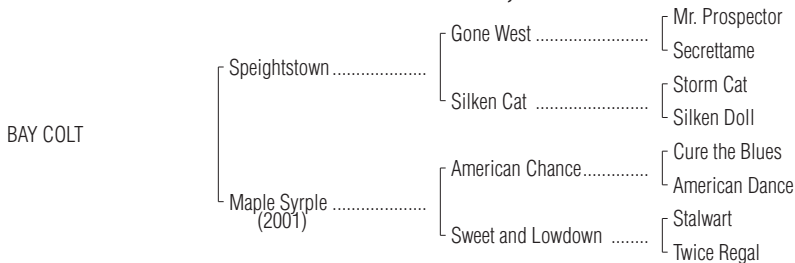 Mr. Prospector
Gone West ........................
Secrettame
Speightstown ....................
Storm Cat
Silken Cat ........................
Silken Doll
BAY COLT
Cure the Blues
American Chance..............
American Dance
Maple Syrple ....................
(2001)
Stalwart
Sweet and Lowdown ........
Twice Regal